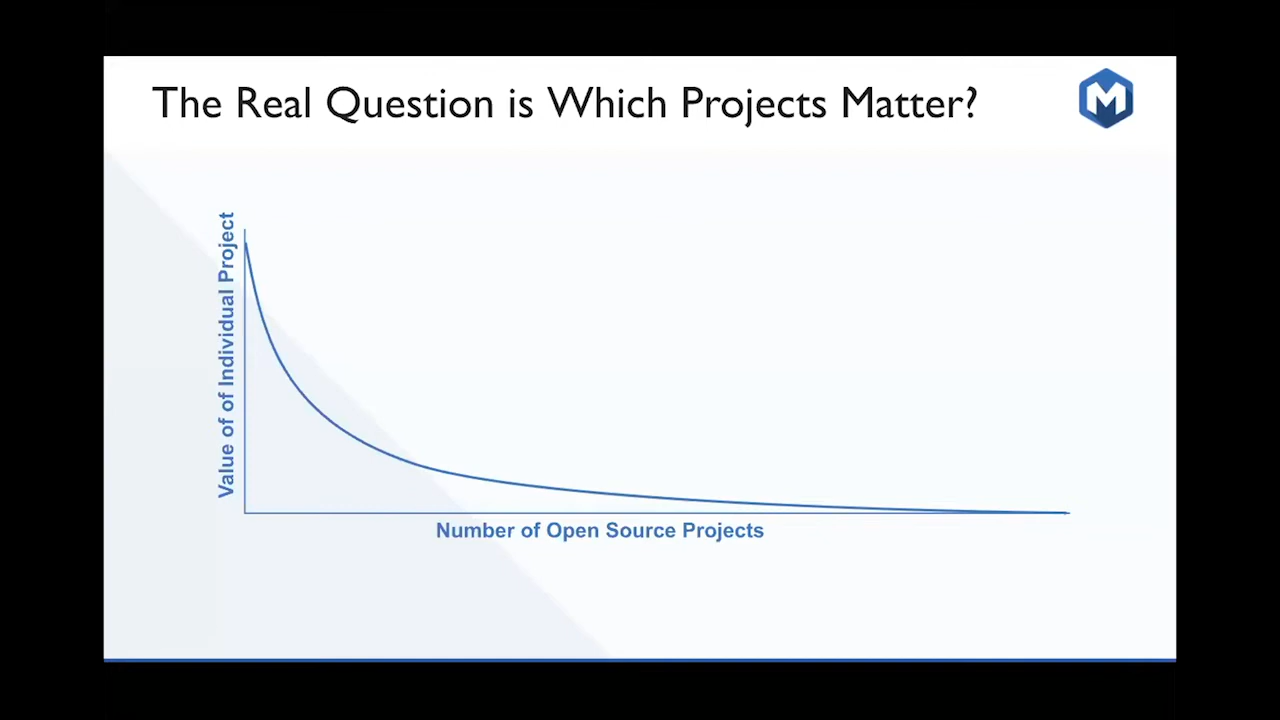 The Real Question is Which Projects Matter?
M
Value of of Individual Project
Number of Open Source Projects